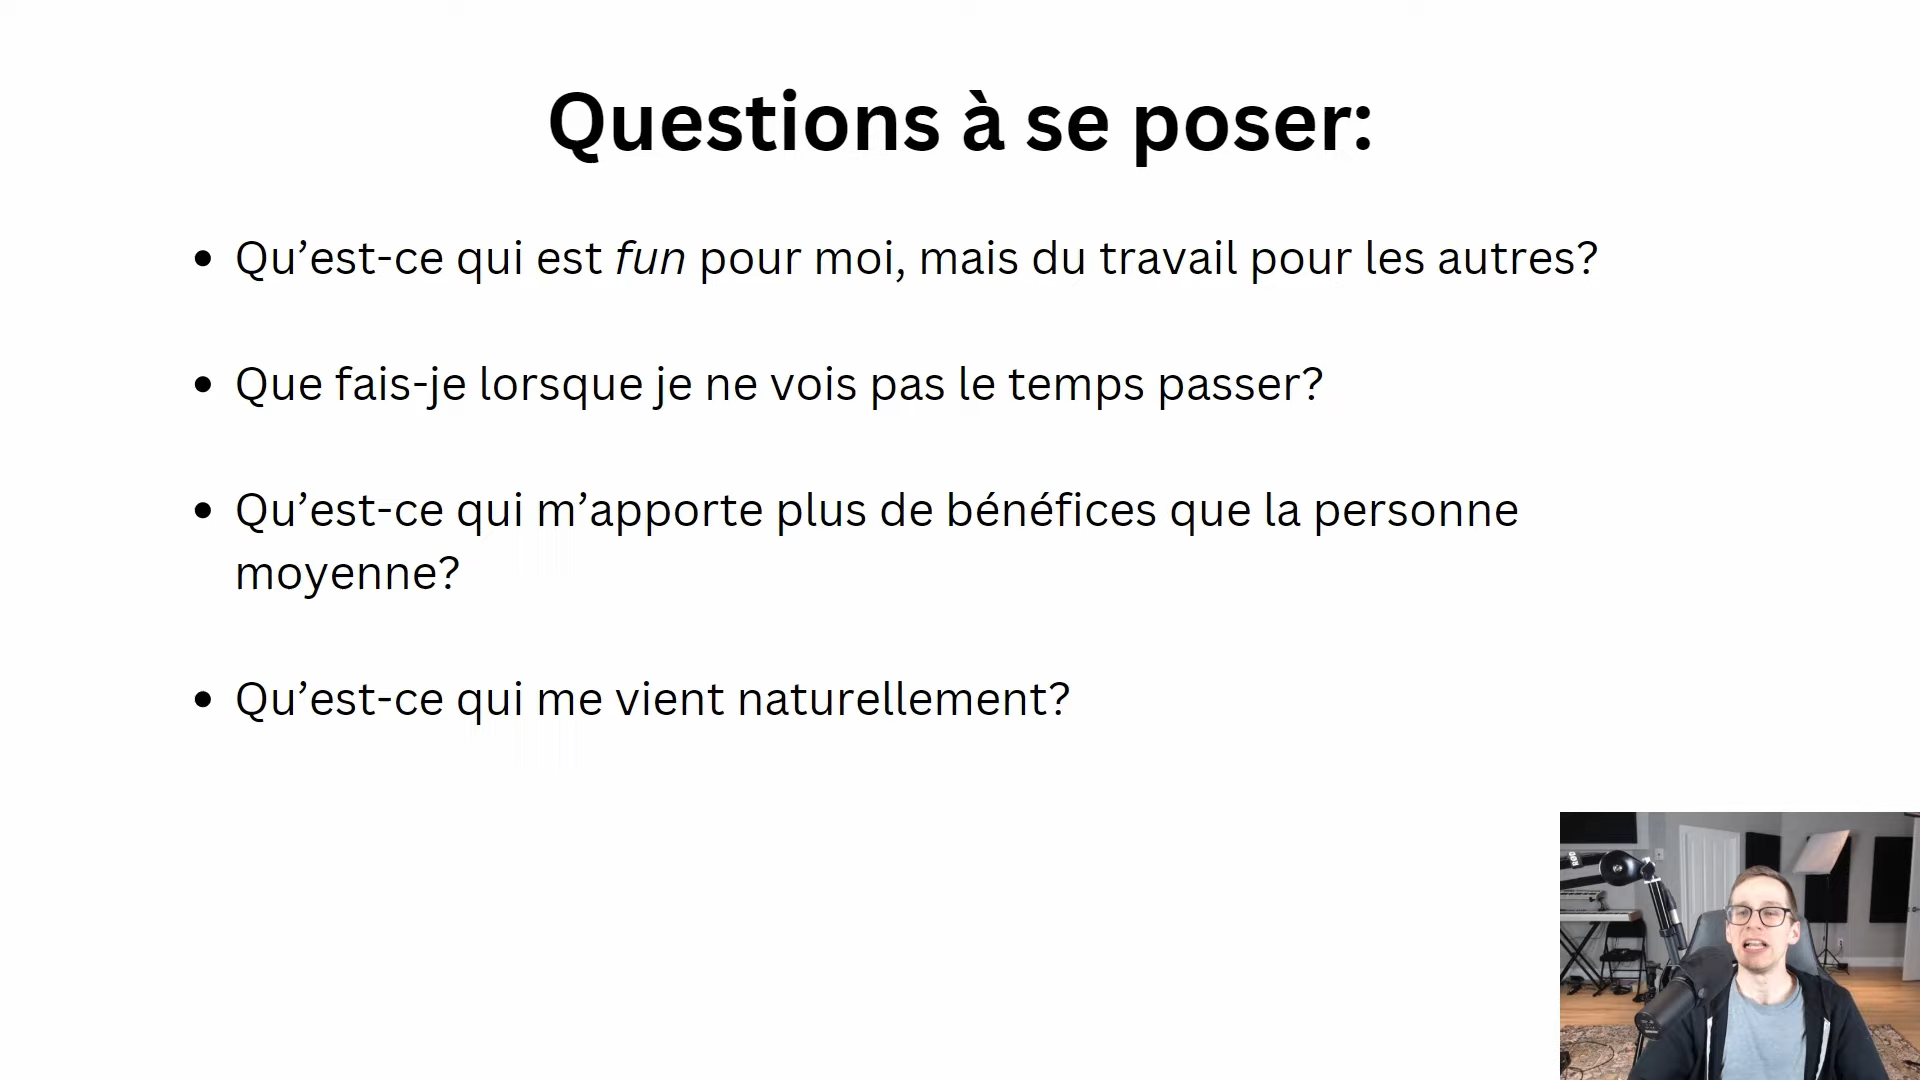 Questions à se poser:
• Qu’est-ce qui est fun pour moi, mais du travail pour les autres?
• Que fais-je lorsque je ne vois pas le temps passer?
• Qu’est-ce qui m’apporte plus de bénéfices que la personne
moyenne?
• Qu’est-ce qui me vient naturellement?